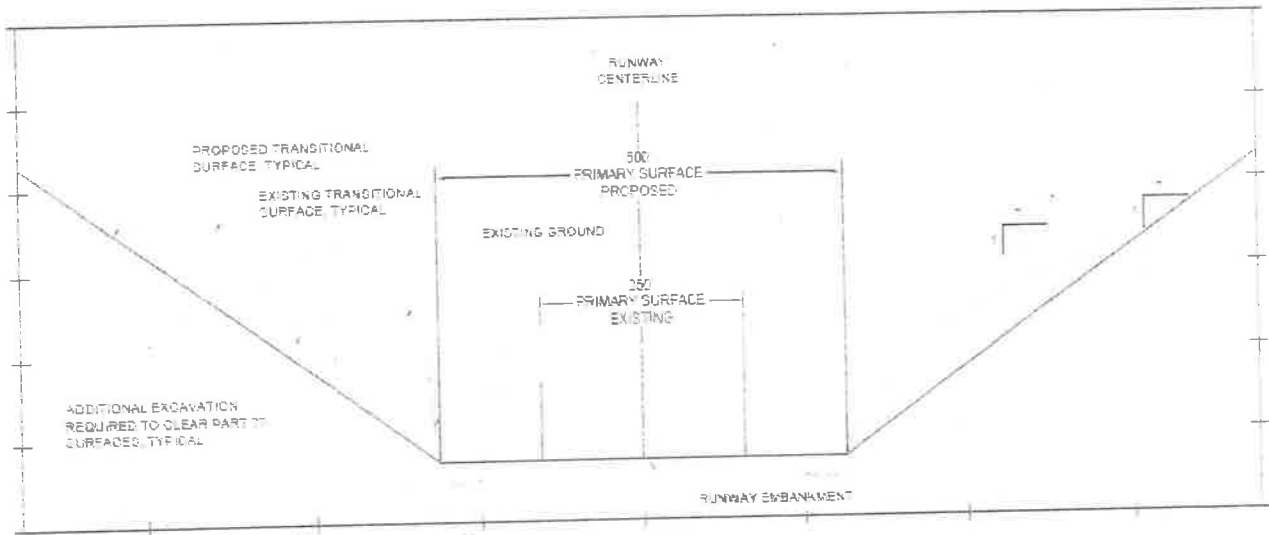 RUNWAY
CENTERLINE
PROPOSED TRANSITIONAL
SURFACE, TYPICAL
500'
PRIMARY SURFACE
PROPOSED
EXISTING TRANSITIONAL
SURFACE, TYPICAL
EXISTING GROUND
250'
PRIMARY SURFACE
EXISTING
ADDITIONAL EXCAVATION
REQUIRED TO CLEAR PART 77
SURFACES, TYPICAL
RUNWAY EMBANKMENT